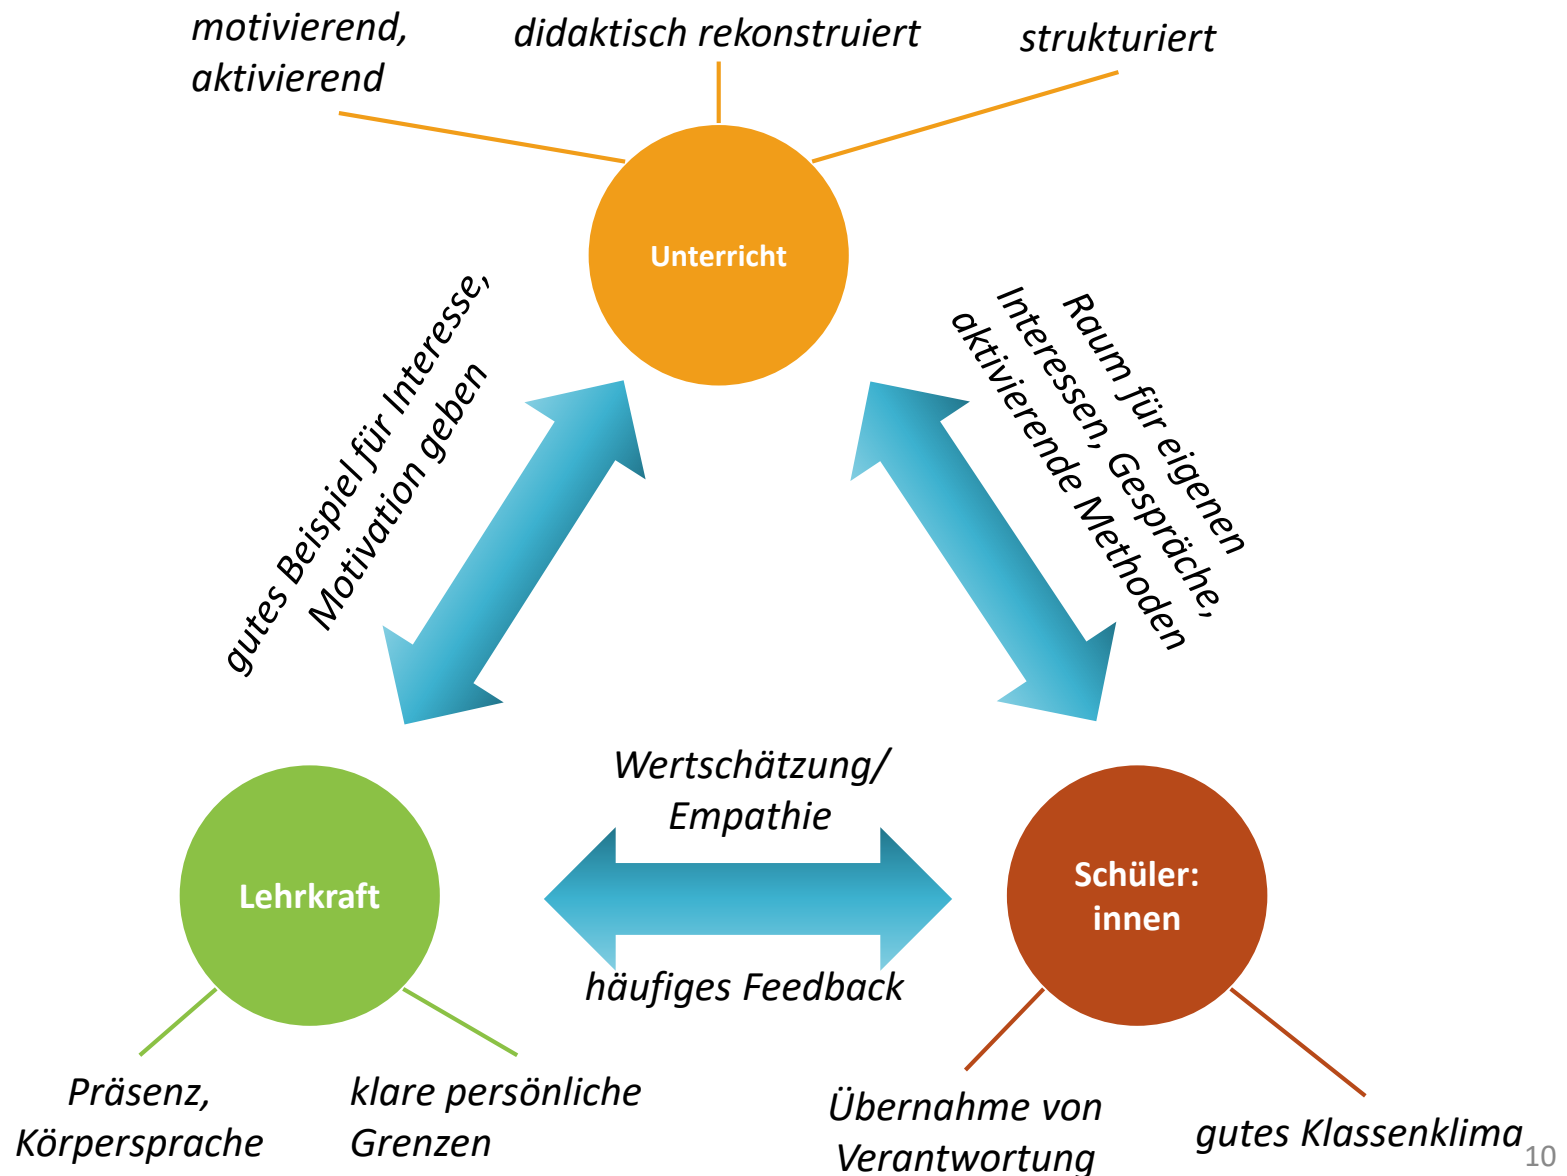 motivierend,
aktivierend
didaktisch rekonstruiert
strukturiert
Unterricht
gutes Beispiel für Interesse,
Motivation geben
Raum für eigenen
Interessen, Gespräche,
aktivierende Methoden
Wertschätzung/
Empathie
Lehrkraft
Schüler:
innen
häufiges Feedback
Präsenz,
Körpersprache
klare persönliche
Grenzen
Übernahme von
Verantwortung
gutes Klassenklima
10